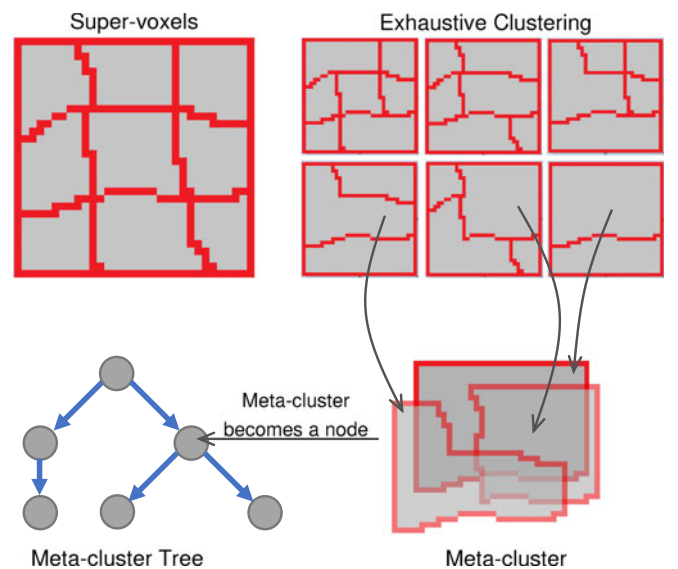 Super-voxels
Exhaustive Clustering
Meta-cluster
becomes a node
Meta-cluster Tree
Meta-cluster